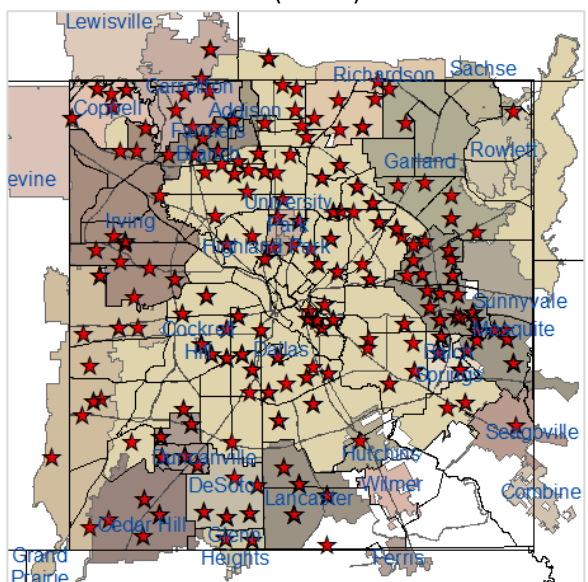 Lewisville
Richardson
Sachse
Carrollton
Coppell
Addison
Farmers
Branch
Garland
Rowlett
evine
University
Park
Irving
Highland Park
Sunnyvale
Cockrell
Hill
Dallas
Mesquite
Balch
Springs
Seagoville
Duncanville
Hutchins
DeSoto
Wilmer
Lancaster
Combine
Cedar Hill
Glenn
Heights
Grand
Prairie
Ferris